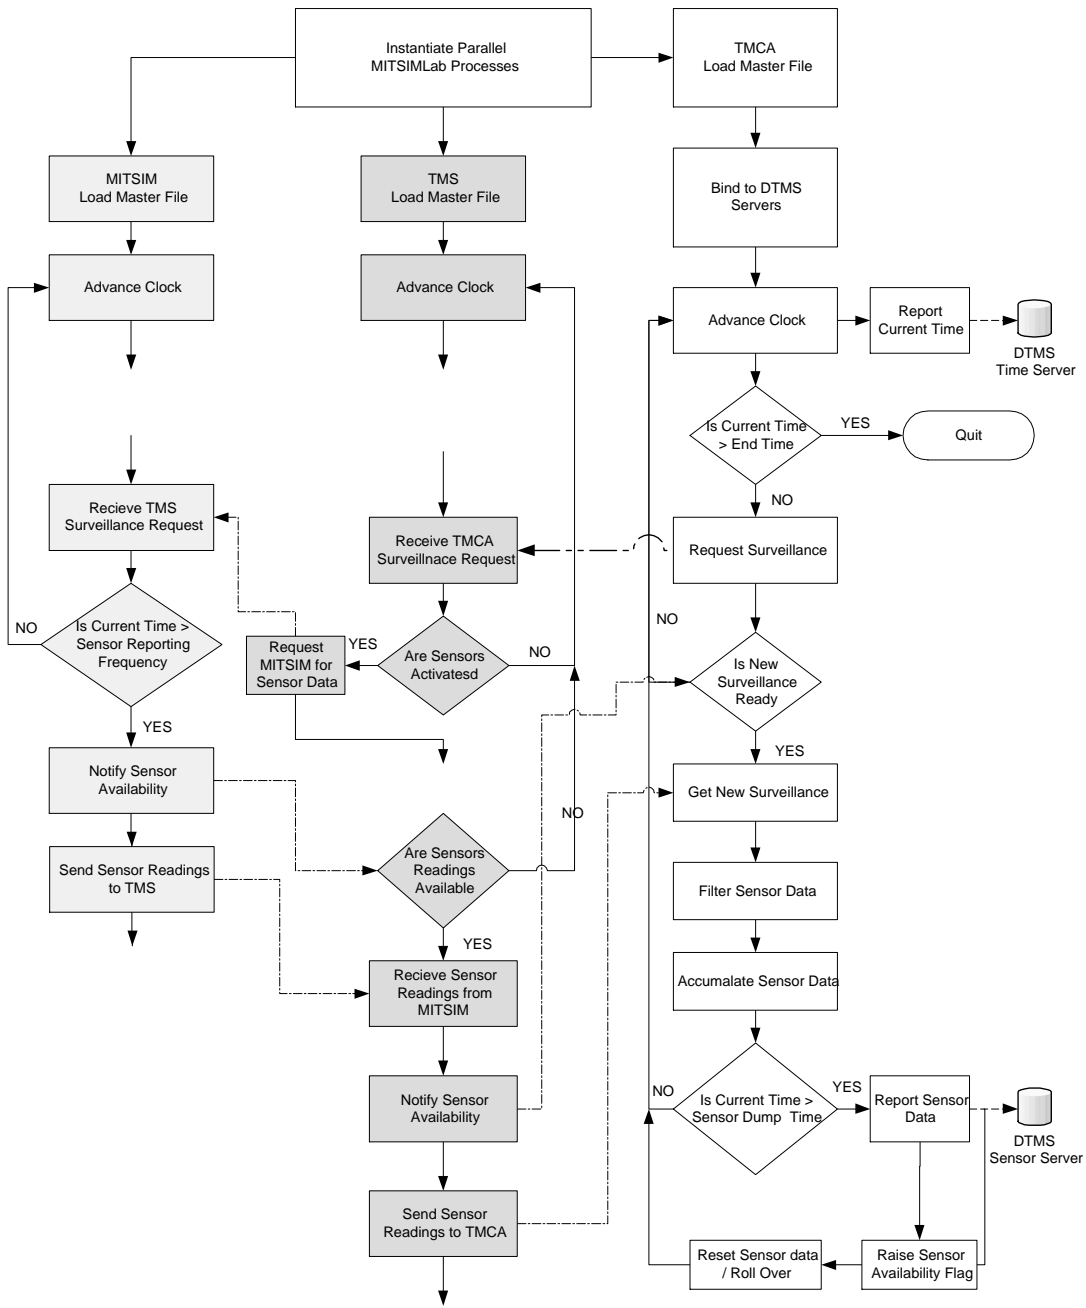 Instantiate Parallel
MITSIMLab Processes
TMCA
Load Master File
MITSIM
Load Master File
TMS
Load Master File
Bind to DTMS
Servers
Advance Clock
Advance Clock
Advance Clock
Report
Current Time
DTMS
Time Server
Is Current Time
> End Time
YES
Quit
NO
Recieve TMS
Surveillance Request
Receive TMCA
Surveillnace Request
Request Surveillance
NO
Is Current Time >
Sensor Reporting
Frequency
YES
Request
MITSIM for
Sensor Data
YES
Are Sensors
Activatesd
NO
NO
Is New
Surveillance
Ready
YES
Notify Sensor
Availability
Get New Surveillance
NO
Send Sensor Readings
to TMS
Are Sensors
Readings
Available
YES
Filter Sensor Data
Recieve Sensor
Readings from
MITSIM
Accumalate Sensor Data
Notify Sensor
Availability
NO
Is Current Time >
Sensor Dump Time
YES
Report Sensor
Data
DTMS
Sensor Server
Send Sensor
Readings to TMCA
Reset Sensor data
/ Roll Over
Raise Sensor
Availability Flag